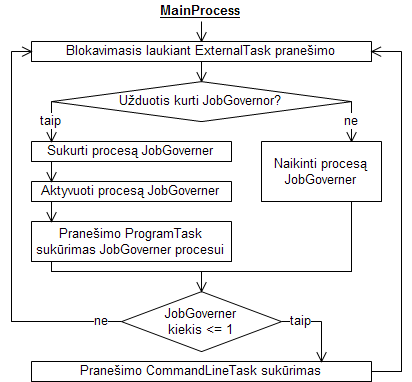 MainProcess
Blokavimasis laukiant ExternalTask pranešimo
Užduotis kurti JobGovernor?
taip
ne
Sukurti procesą JobGoverner
Aktyvuoti procesą JobGoverner
Naikinti procesą
JobGoverner
Pranešimo ProgramTask
sukūrimas JobGoverner procesui
ne
JobGoverner
kiekis <= 1
taip
Pranešimo CommandLineTask sukūrimas